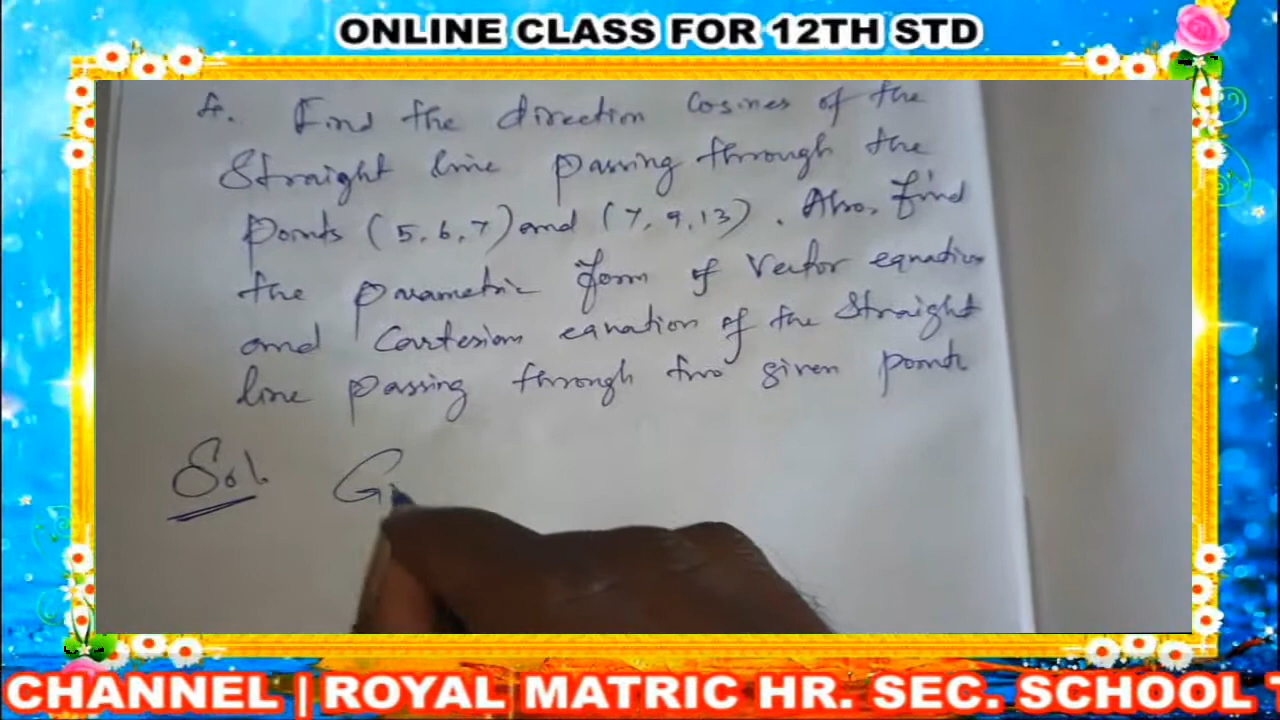 ONLINE CLASS FOR 12TH STD
4. Find the direction cosines of the
Straight line passing through the
points (5,6,7) and (7,9,13). Also, find
the parametric form of vector equation
and Cartesian equation of the straight
line passing through two given points
Sol.
CHANNEL | ROYAL MATRIC HR. SEC. SCHOOL